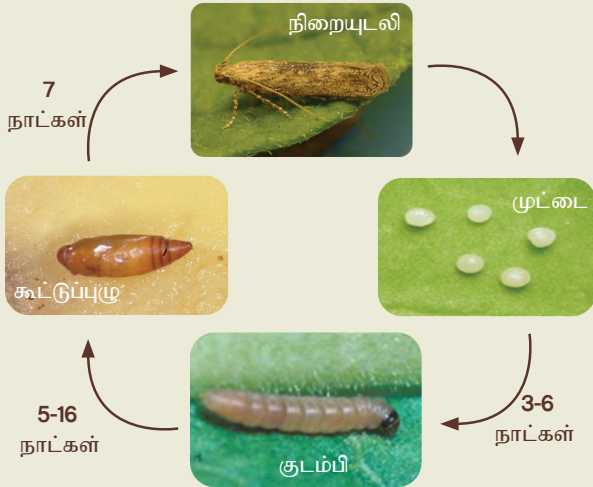 நிறையுடலி
7
நாட்கள்
முட்டை
கூட்டுப்புழு
3-6
நாட்கள்
5-16
நாட்கள்
குடம்பி